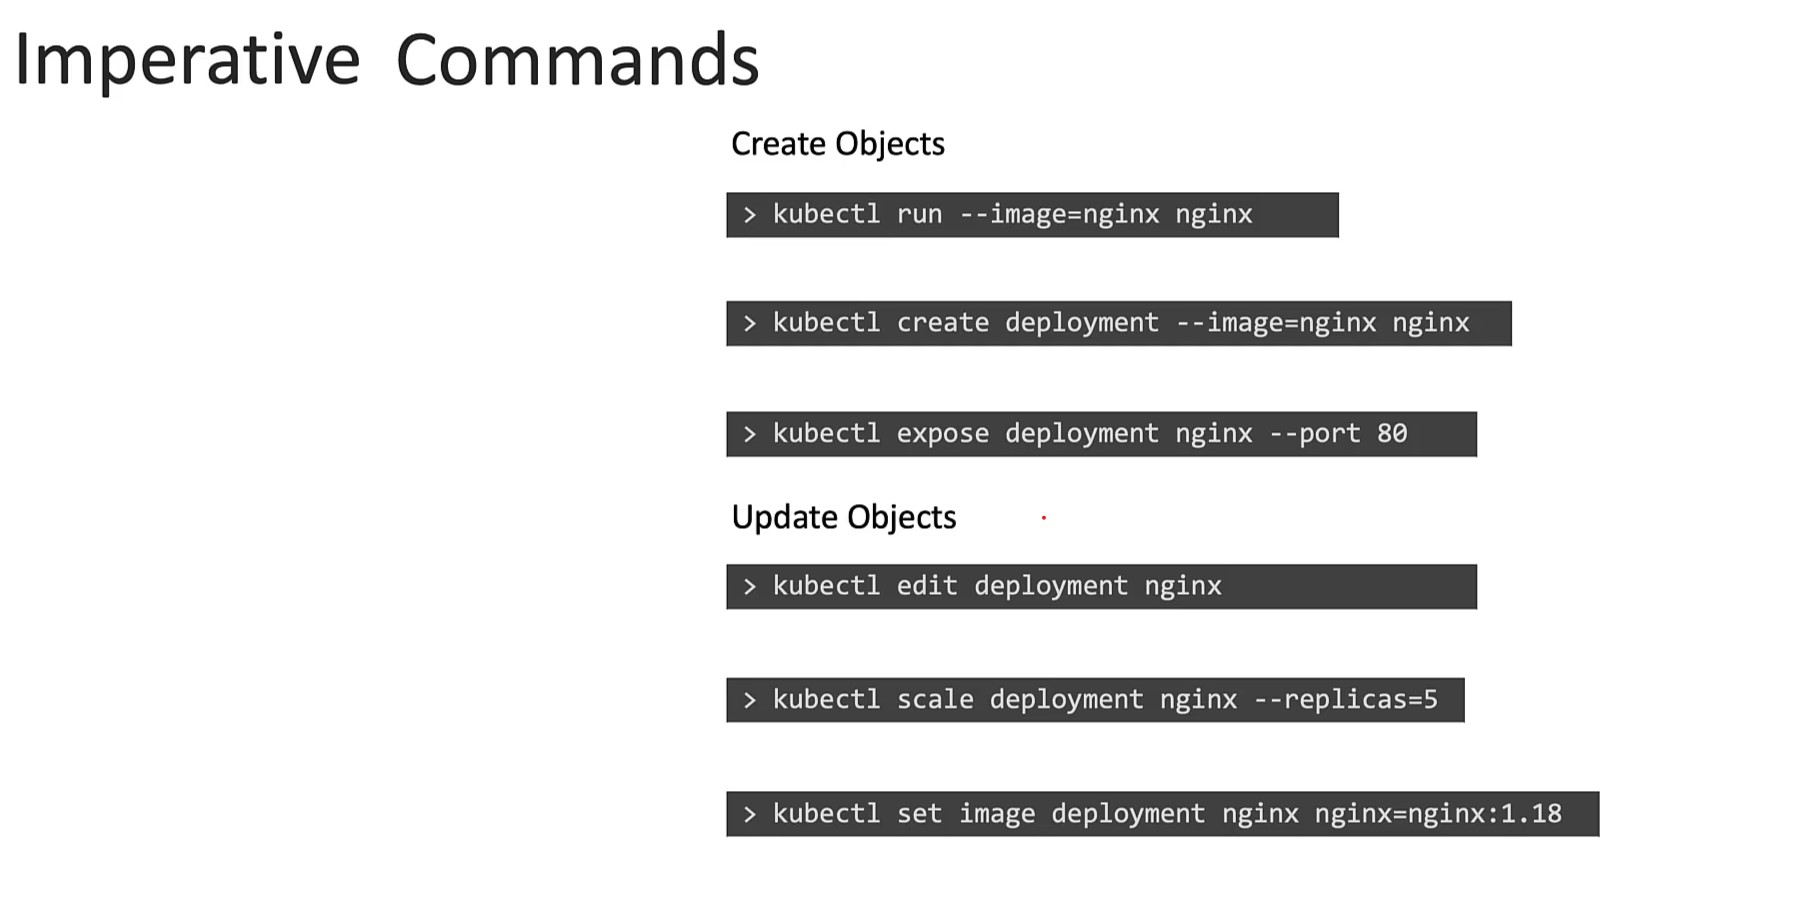 Imperative Commands
Create Objects
> kubectl run --image=nginx nginx
> kubectl create deployment --image=nginx nginx
> kubectl expose deployment nginx --port 80
Update Objects
> kubectl edit deployment nginx
> kubectl scale deployment nginx --replicas=5
> kubectl set image deployment nginx nginx=nginx:1.18